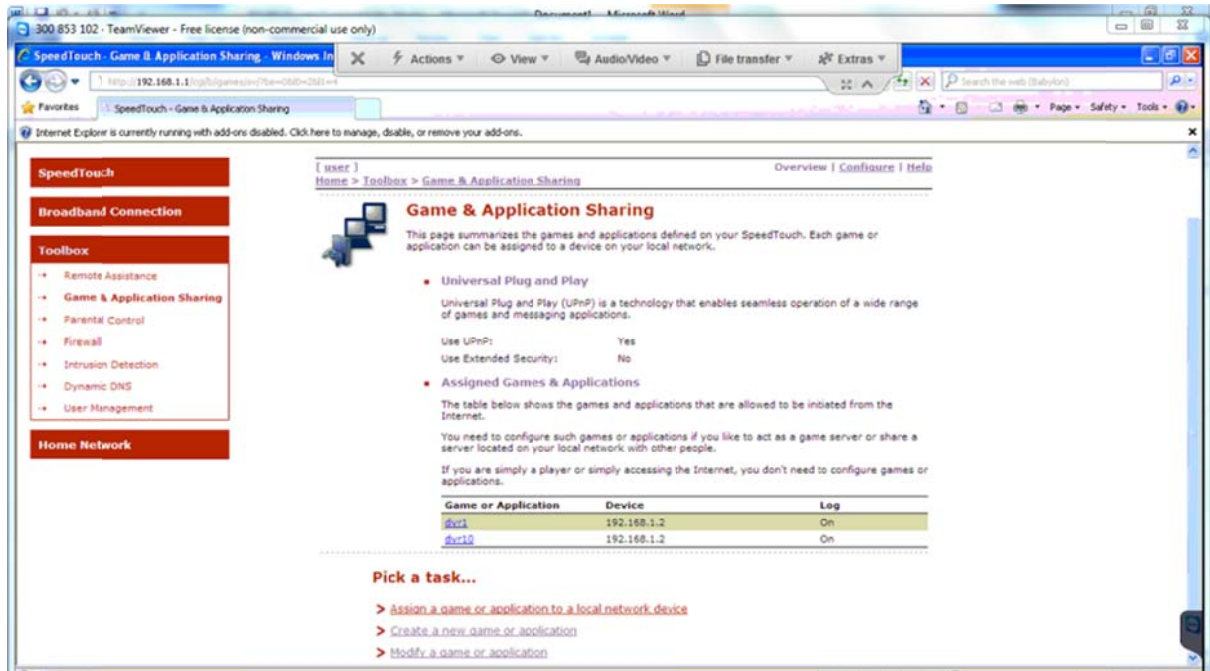 Document1 - Microsoft Word
300 853 102 - TeamViewer - Free license (non-commercial use only)
SpeedTouch - Game & Application Sharing - Windows In
Actions
View
Audio/Video
File transfer
Extras
http://192.168.1.1/cgi/b/games/
Search the web (Babylon)
Favorites
SpeedTouch - Game & Application Sharing
Page
Safety
Tools
Internet Explorer is currently running with add-ons disabled. Click here to manage, disable, or remove your add-ons.
SpeedTouch
Broadband Connection
Toolbox
Remote Assistance
Game & Application Sharing
Parental Control
Firewall
Intrusion Detection
Dynamic DNS
User Management
Home Network
[ user ]
Overview | Configure | Help
Home > Toolbox > Game & Application Sharing
Game & Application Sharing
This page summarizes the games and applications defined on your SpeedTouch. Each game or
application can be assigned to a device on your local network.
Universal Plug and Play
Universal Plug and Play (UPnP) is a technology that enables seamless operation of a wide range
of games and messaging applications.
Use UPnP: Yes
Use Extended Security: No
Assigned Games & Applications
The table below shows the games and applications that are allowed to be initiated from the
Internet.
You need to configure such games or applications if you like to act as a game server or share a
server located on your local network with other people.
If you are simply a player or simply accessing the Internet, you don't need to configure games or
applications.
Game or Application Device Log
dvr1 192.168.1.2 On
dvr10 192.168.1.2 On
Pick a task...
> Assign a game or application to a local network device
> Create a new game or application
> Modify a game or application